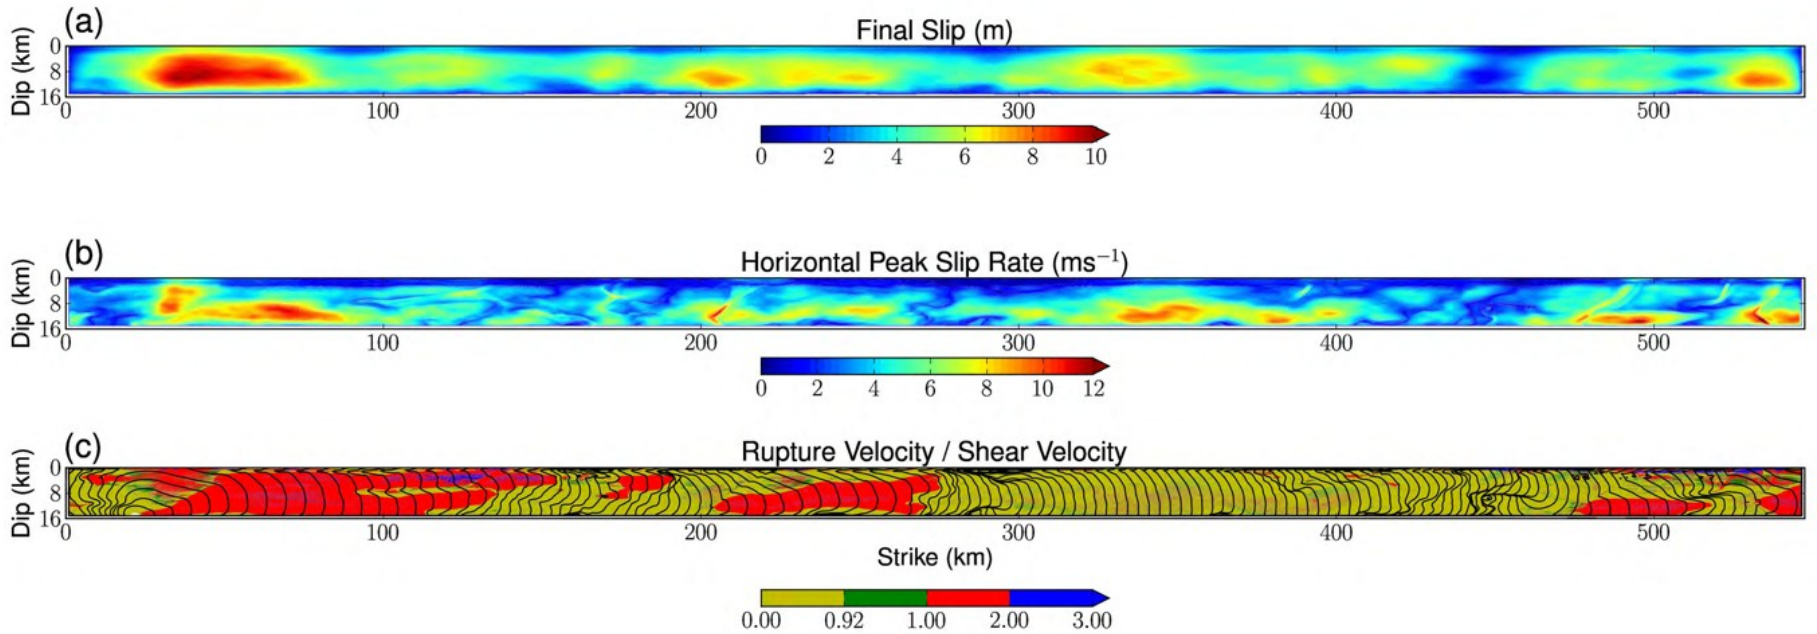 (a)
Final Slip (m)
Dip (km)
0
8
16
0 100 200 300 400 500
0 2 4 6 8 10
(b)
Horizontal Peak Slip Rate (ms⁻¹)
Dip (km)
0
8
16
0 100 200 300 400 500
0 2 4 6 8 10 12
(c)
Rupture Velocity / Shear Velocity
Dip (km)
0
8
16
0 100 200 300 400 500
Strike (km)
0.00 0.92 1.00 2.00 3.00